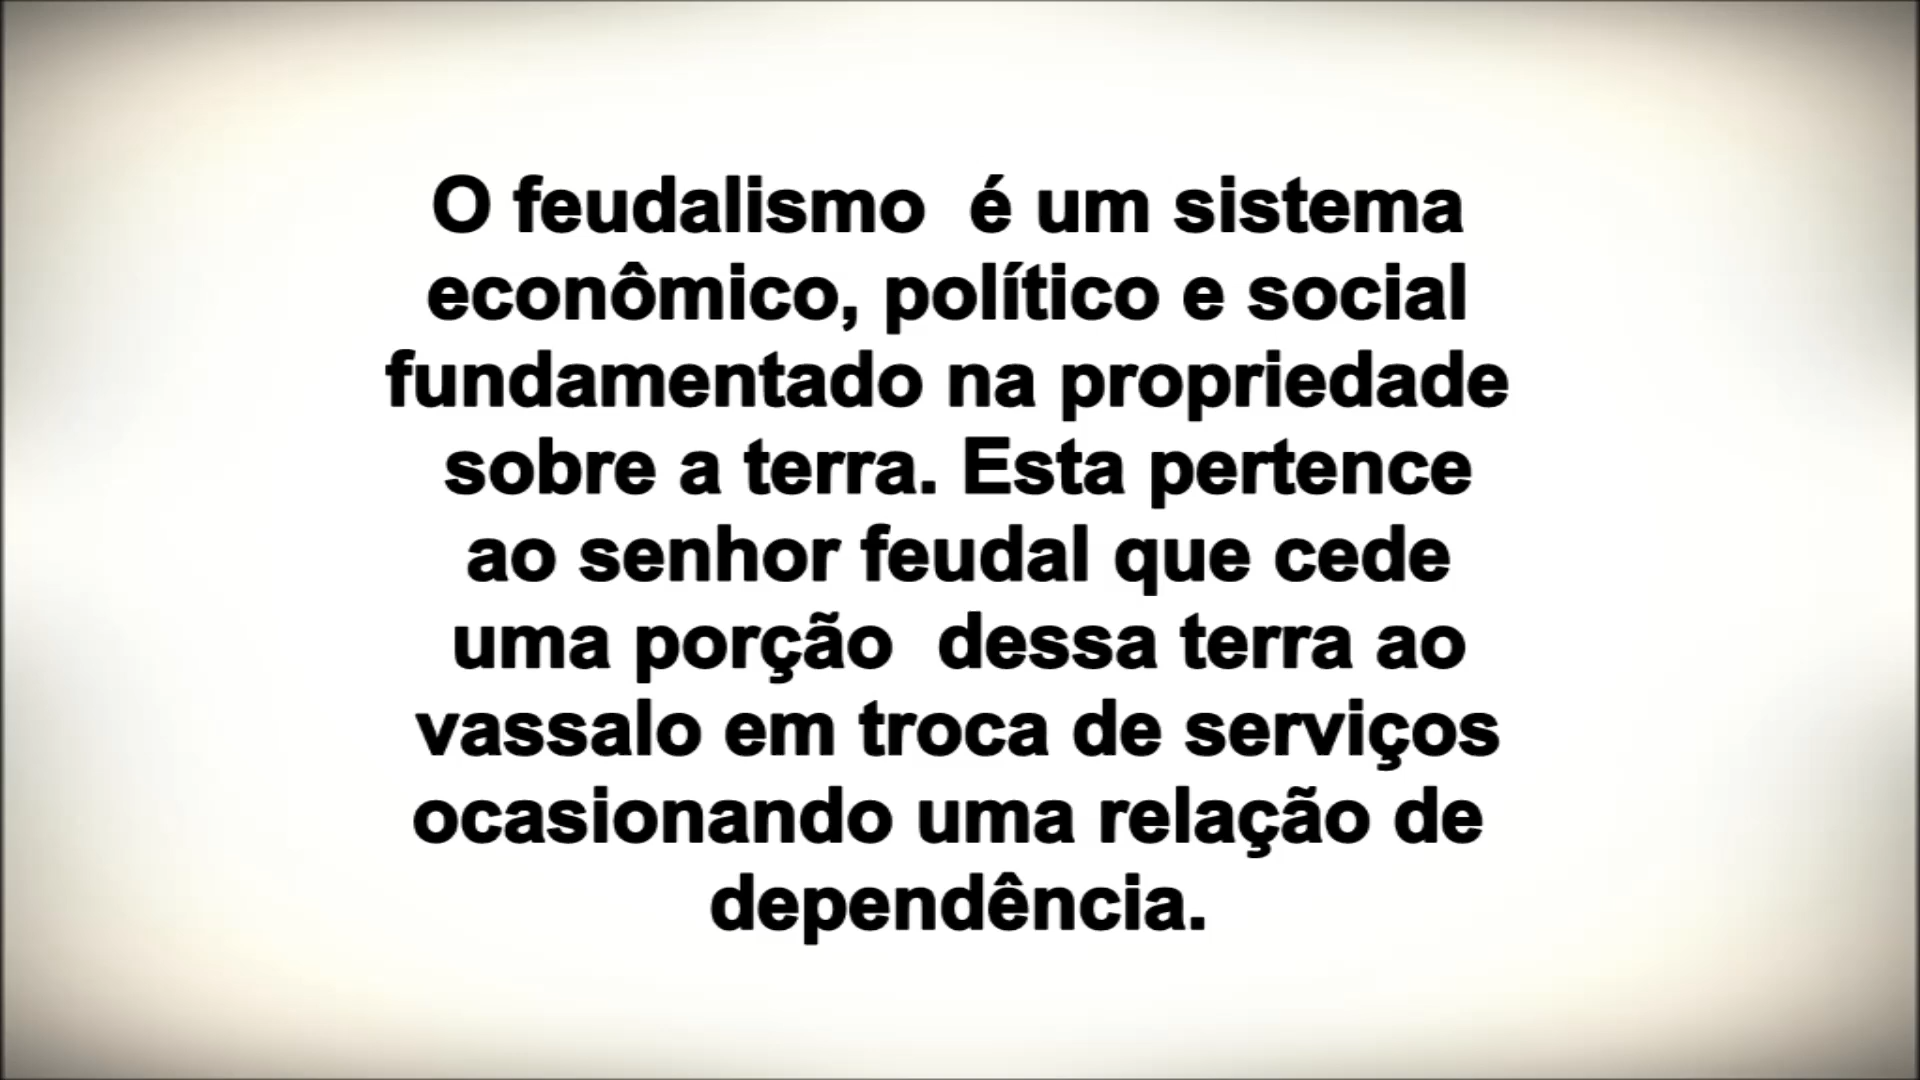 O feudalismo  é um sistema
econômico, político e social
fundamentado na propriedade
sobre a terra. Esta pertence
ao senhor feudal que cede
uma porção  dessa terra ao
vassalo em troca de serviços
ocasionando uma relação de
dependência.